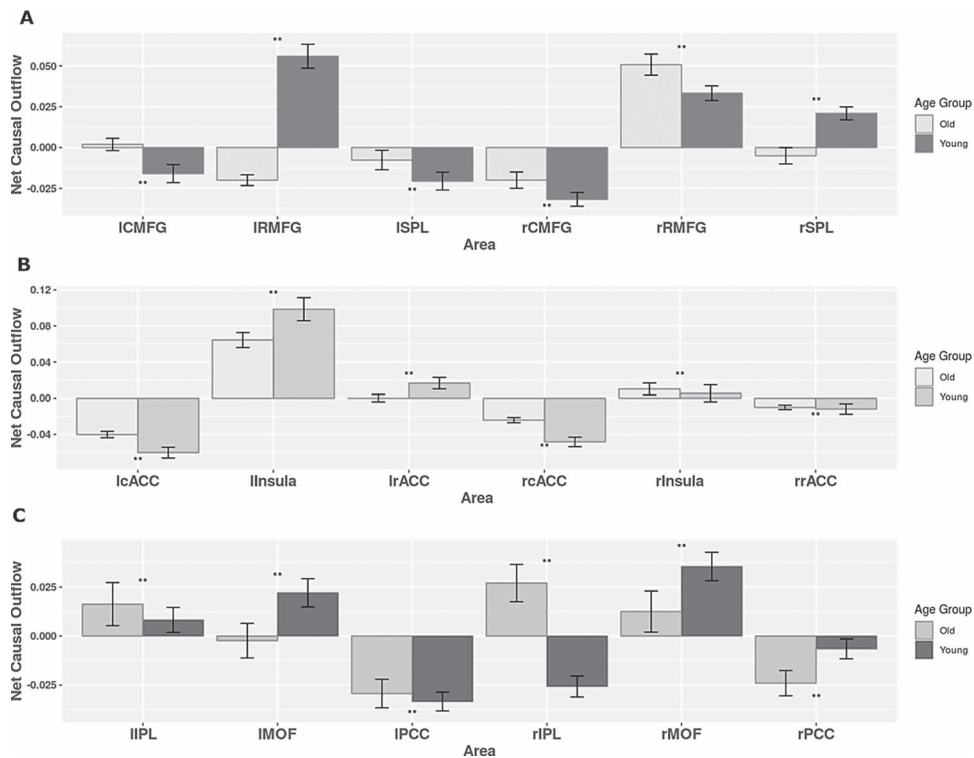 A
Net Causal Outflow
0.050
0.025
0.000
-0.025
**
**
**
**
**
**
lCMFG lRMFG lSPL rCMFG rRMFG rSPL
Area
Age Group
Old
Young
B
Net Causal Outflow
0.12
0.08
0.04
0.00
-0.04
**
**
**
**
**
**
lcACC lInsula lrACC rcACC rInsula rrACC
Area
Age Group
Old
Young
C
Net Causal Outflow
0.025
0.000
-0.025
**
**
**
**
**
**
lIPL lMOF lPCC rIPL rMOF rPCC
Area
Age Group
Old
Young